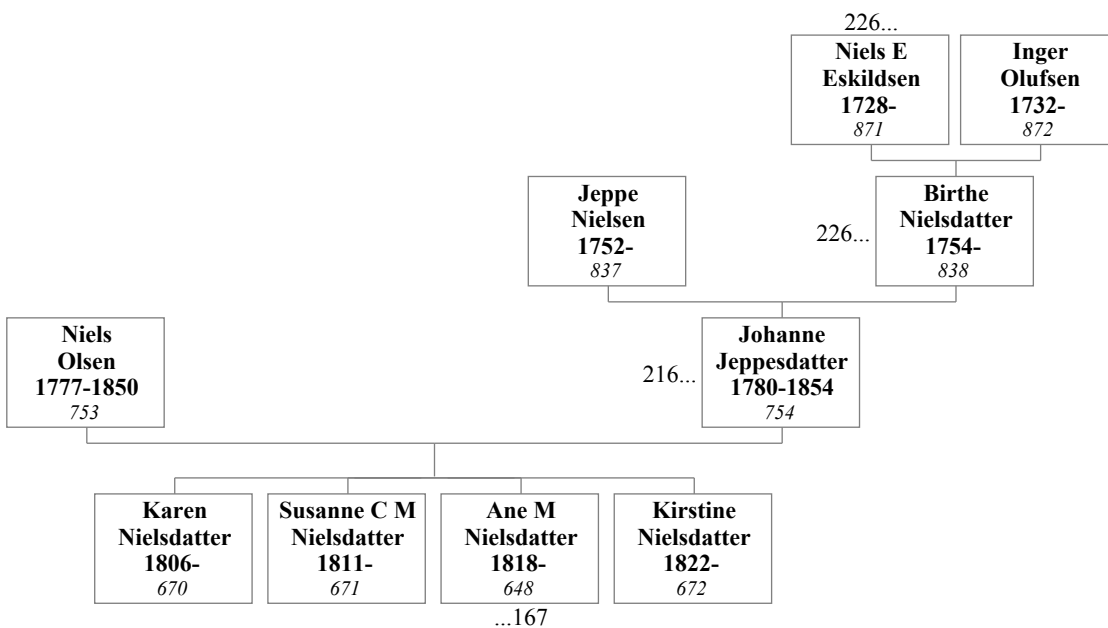 226...
Niels E
Eskildsen
1728-
871
Inger
Olufsen
1732-
872
Jeppe
Nielsen
1752-
837
226...
Birthe
Nielsdatter
1754-
838
Niels
Olsen
1777-1850
753
216...
Johanne
Jeppesdatter
1780-1854
754
Karen
Nielsdatter
1806-
670
Susanne C M
Nielsdatter
1811-
671
Ane M
Nielsdatter
1818-
648
Kirstine
Nielsdatter
1822-
672
...167